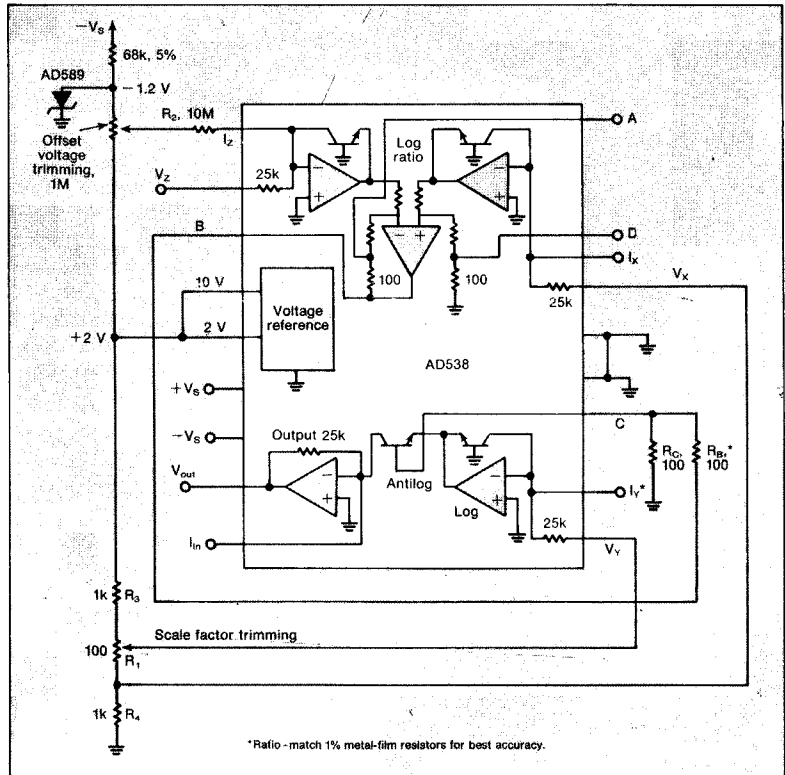 −Vs
68k, 5%
AD589
− 1.2 V
R2, 10M
Iz
Offset
voltage
trimming,
1M
Vz
25k
Log
ratio
A
B
D
Ix
100
100
25k
Vx
10 V
+2 V
2 V
Voltage
reference
AD538
+Vs
−Vs
Output 25k
Vout
Iin
Antilog
Log
C
RC,
100
RB,*
100
IY*
25k
VY
1k R3
Scale factor trimming
100
R1
1k R4
*Ratio-match 1% metal-film resistors for best accuracy.